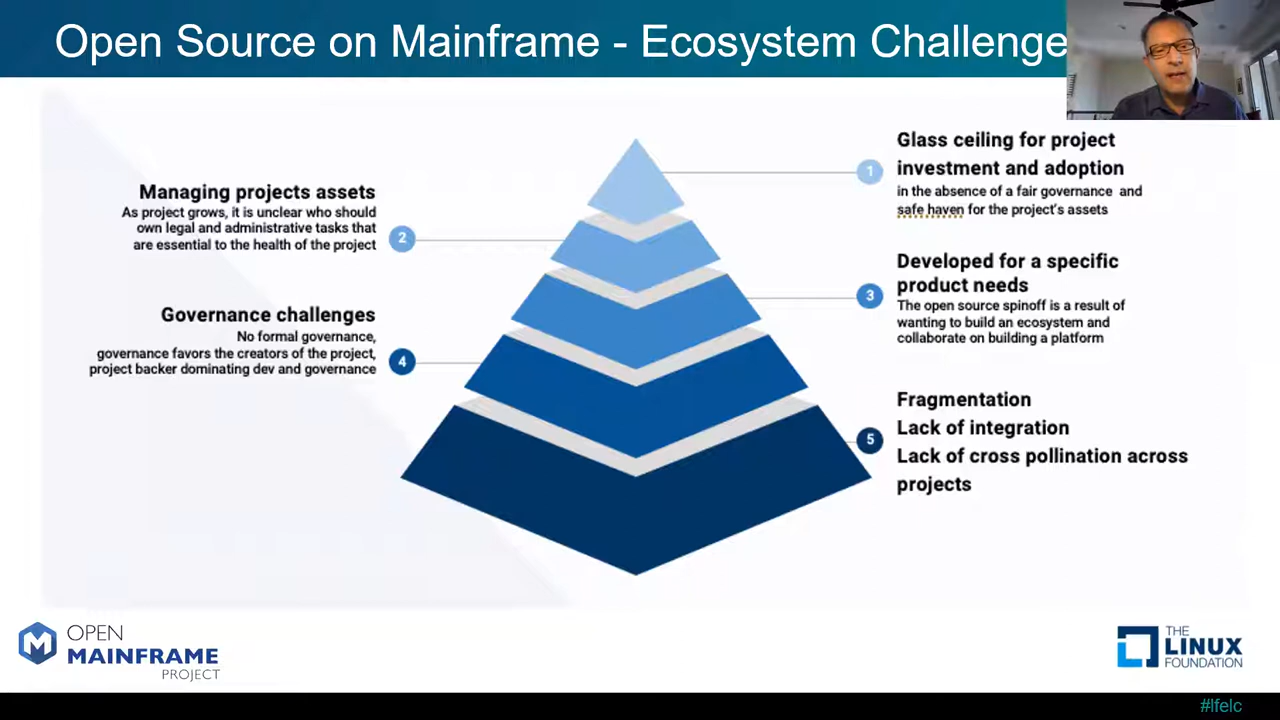 Open Source on Mainframe - Ecosystem Challenge
Glass ceiling for project
investment and adoption
in the absence of a fair governance and
safe haven for the project's assets
1
Managing projects assets
As project grows, it is unclear who should
own legal and administrative tasks that
are essential to the health of the project
2
Developed for a specific
product needs
The open source spinoff is a result of
wanting to build an ecosystem and
collaborate on building a platform
3
Governance challenges
No formal governance,
governance favors the creators of the project,
project backer dominating dev and governance
4
Fragmentation
Lack of integration
Lack of cross pollination across
projects
5
M
OPEN
MAINFRAME
PROJECT
THE
LINUX
FOUNDATION
#lfelc